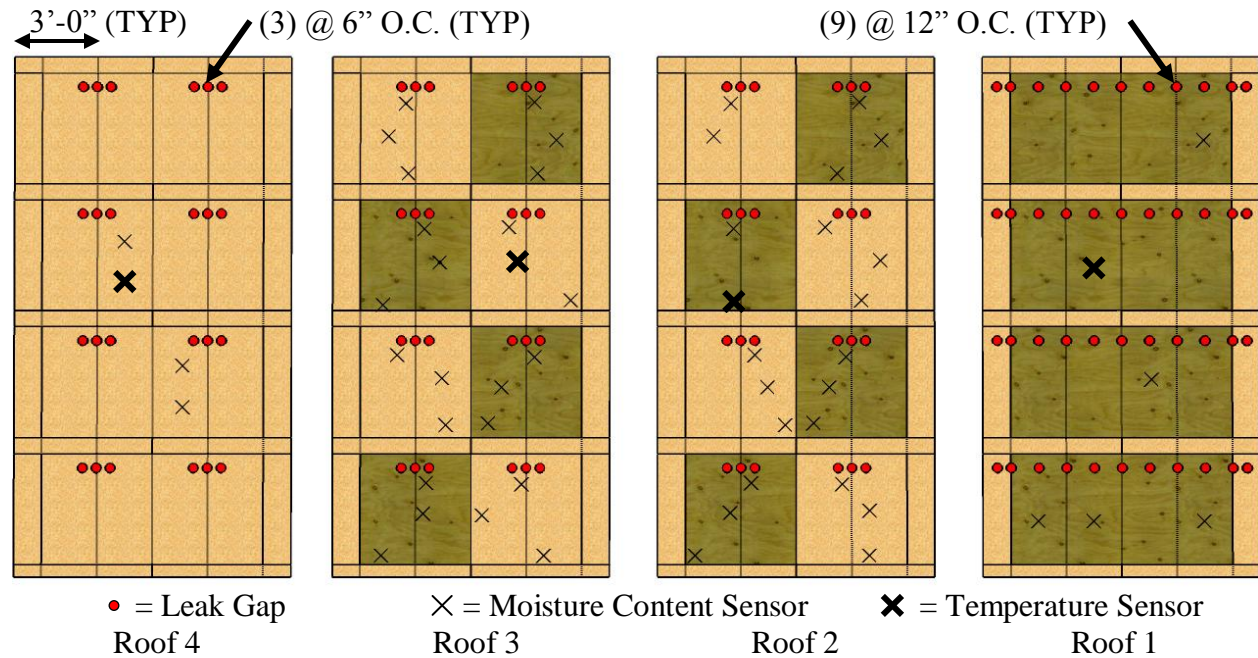 3’-0” (TYP) (3) @ 6” O.C. (TYP) (9) @ 12” O.C. (TYP)
= Leak Gap = Moisture Content Sensor = Temperature Sensor
Roof 4 Roof 3 Roof 2 Roof 1